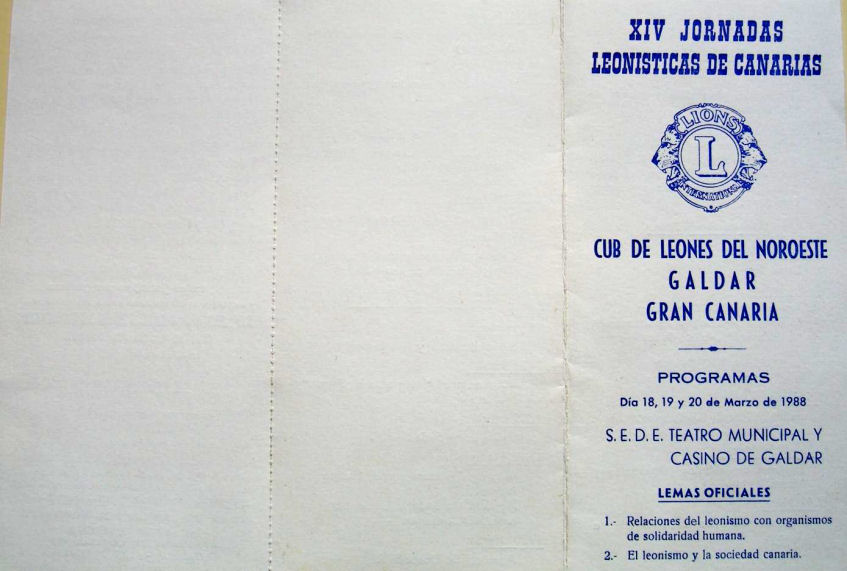 XIV JORNADAS
LEONISTICAS DE CANARIAS
LIONS
L
INTERNATIONAL
CUB DE LEONES DEL NOROESTE
GALDAR
GRAN CANARIA
PROGRAMAS
Día 18, 19 y 20 de Marzo de 1988
S. E. D. E. TEATRO MUNICIPAL Y
CASINO DE GALDAR
LEMAS OFICIALES
1.- Relaciones del leonismo con organismos
de solidaridad humana.
2.- El leonismo y la sociedad canaria.